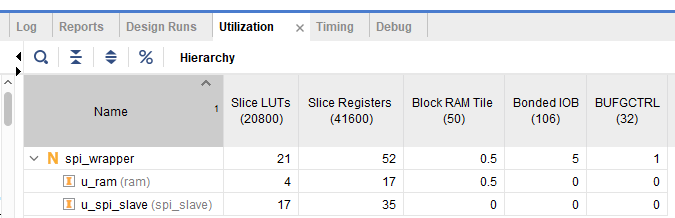 Log Reports Design Runs Utilization × Timing Debug
% Hierarchy
Name 1 Slice LUTs (20800) Slice Registers (41600) Block RAM Tile (50) Bonded IOB (106) BUFGCTRL (32)
N spi_wrapper 21 52 0.5 5 1
I u_ram (ram) 4 17 0.5 0 0
I u_spi_slave (spi_slave) 17 35 0 0 0